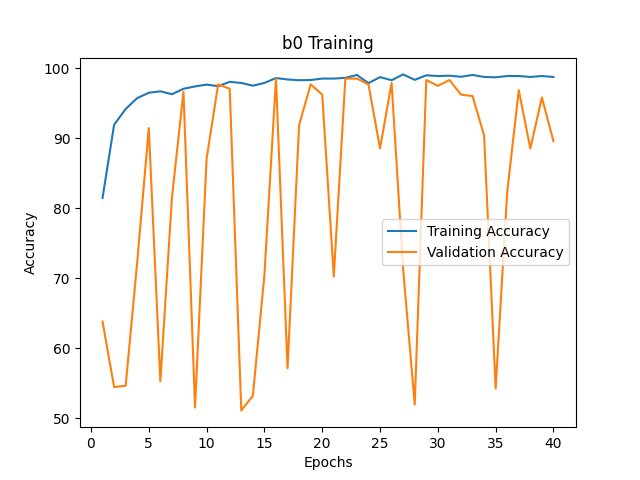 b0 Training
100
90
80
70
60
50
Accuracy
Training Accuracy
Validation Accuracy
0 5 10 15 20 25 30 35 40
Epochs